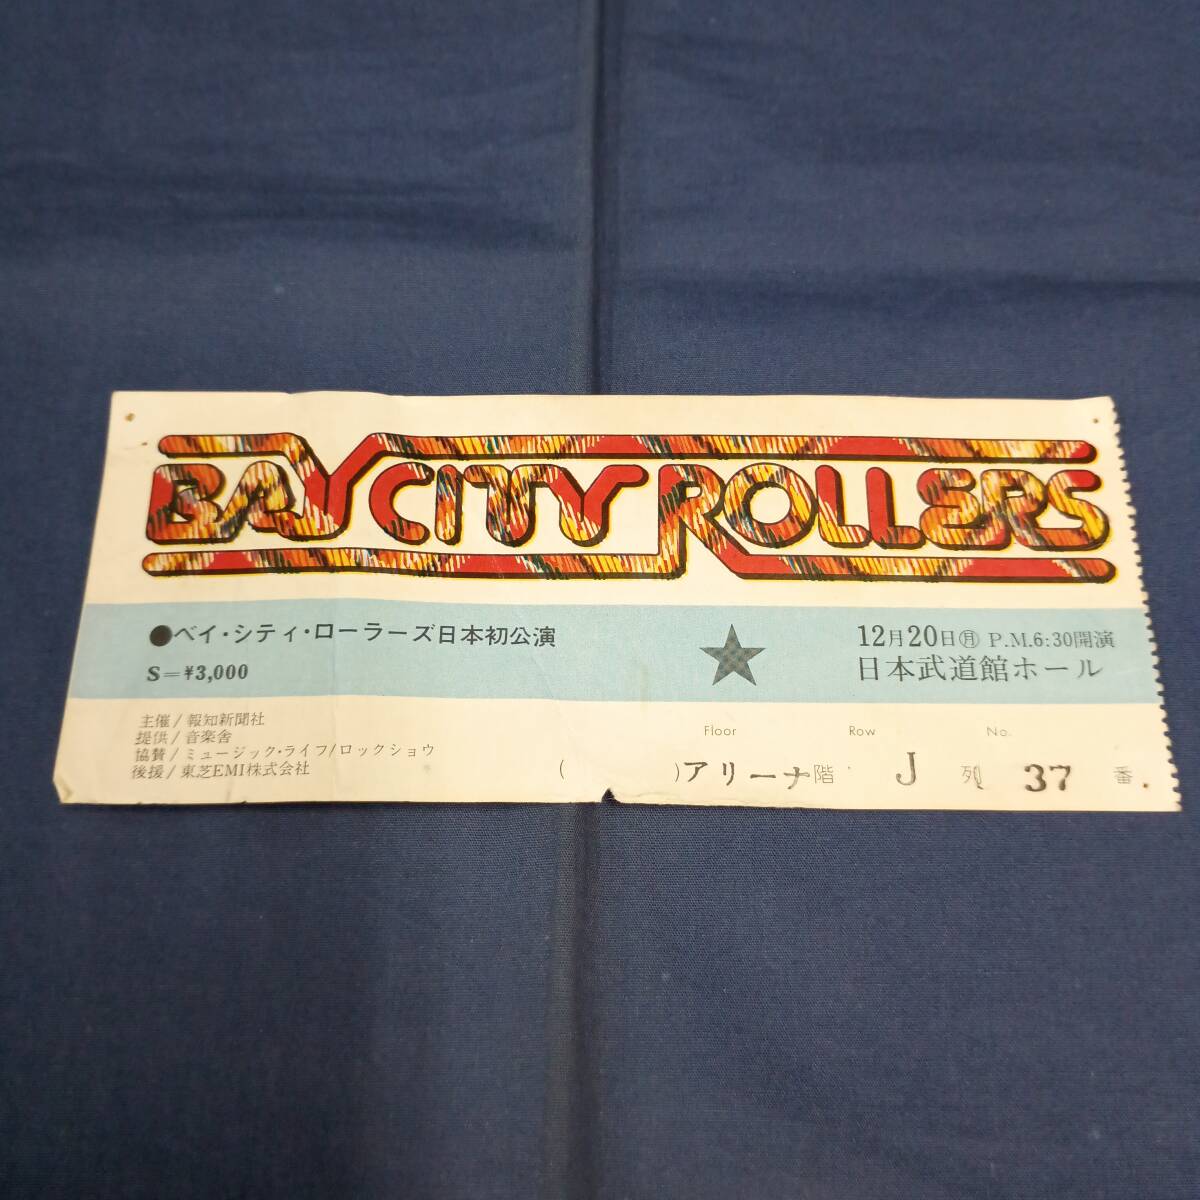 BAY CITY ROLLERS
●ベイ・シティ・ローラーズ日本初公演
S=¥3,000
12月20日㊊ P.M.6:30開演
日本武道館ホール
主催/報知新聞社
提供/音楽舎
協賛/ミュージック・ライフ/ロックショウ
後援/東芝EMI株式会社
Floor Row No.
( )アリーナ階 J 列 37 番